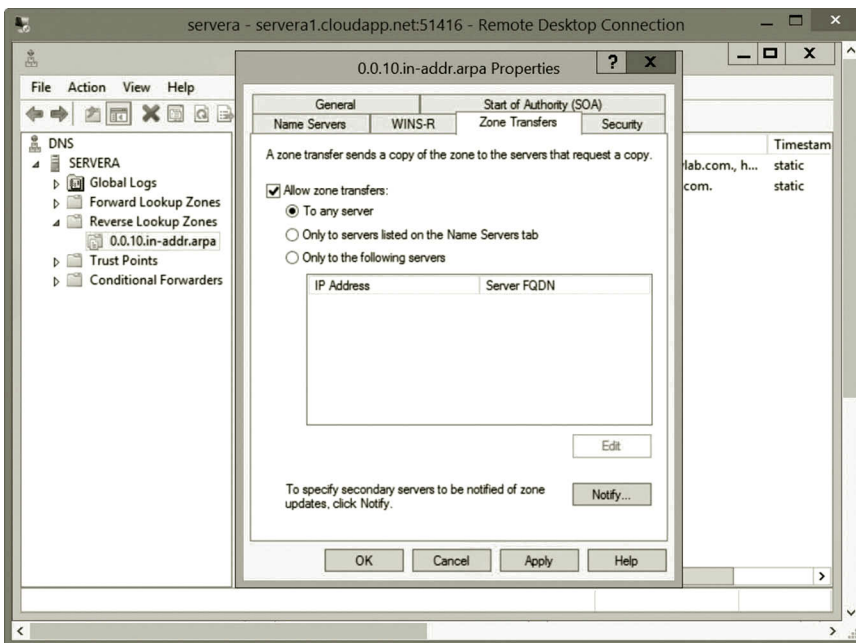 servera - servera1.cloudapp.net:51416 - Remote Desktop Connection
File Action View Help
DNS
SERVERA
Global Logs
Forward Lookup Zones
Reverse Lookup Zones
0.0.10.in-addr.arpa
Trust Points
Conditional Forwarders
0.0.10.in-addr.arpa Properties
General Start of Authority (SOA)
Name Servers WINS-R Zone Transfers Security
A zone transfer sends a copy of the zone to the servers that request a copy.
Allow zone transfers:
To any server
Only to servers listed on the Name Servers tab
Only to the following servers
IP Address Server FQDN
Edit
To specify secondary servers to be notified of zone
updates, click Notify.
Notify...
OK Cancel Apply Help
Timestam
lab.com., h... static
com. static